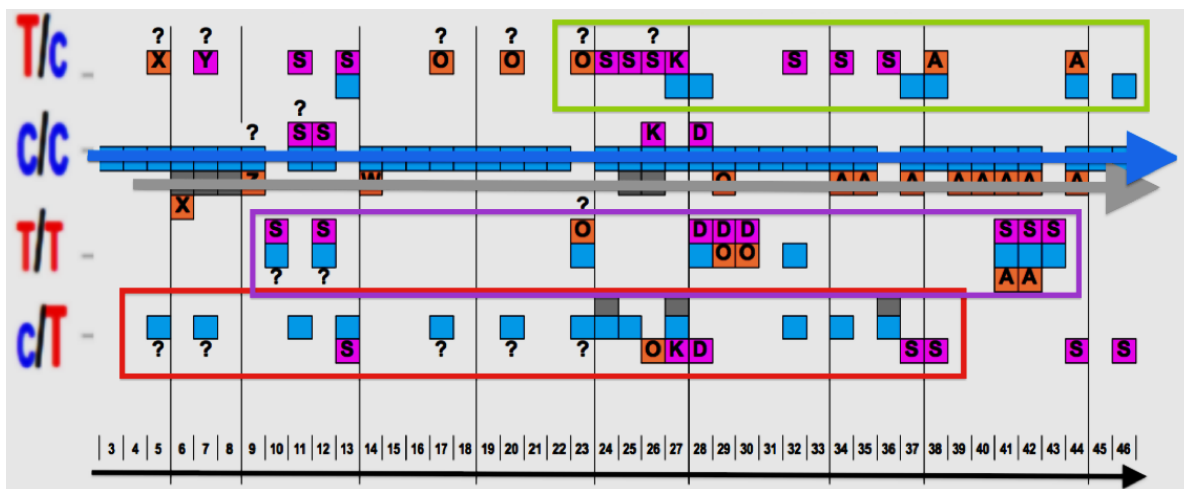 ? ? ? ? ? ?
T/c X Y S S O O O S S S K S S S A A
?
? S S K D
C/C
Z W O A A A A A A A A
X ?
T/T S S O D D D S S S
O O
? ? A A
c/T
? ? S ? ? ? O K D S S S S
3 4 5 6 7 8 9 10 11 12 13 14 15 16 17 18 19 20 21 22 23 24 25 26 27 28 29 30 31 32 33 34 35 36 37 38 39 40 41 42 43 44 45 46